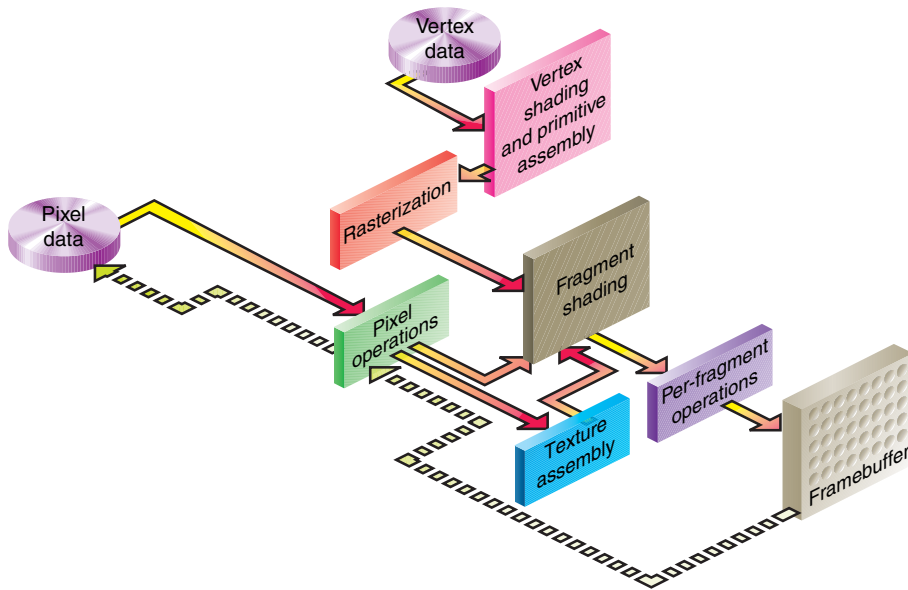 Vertex
data
Vertex
shading
and primitive
assembly
Rasterization
Pixel
data
Fragment
shading
Pixel
operations
Per-fragment
operations
Texture
assembly
Framebuffer